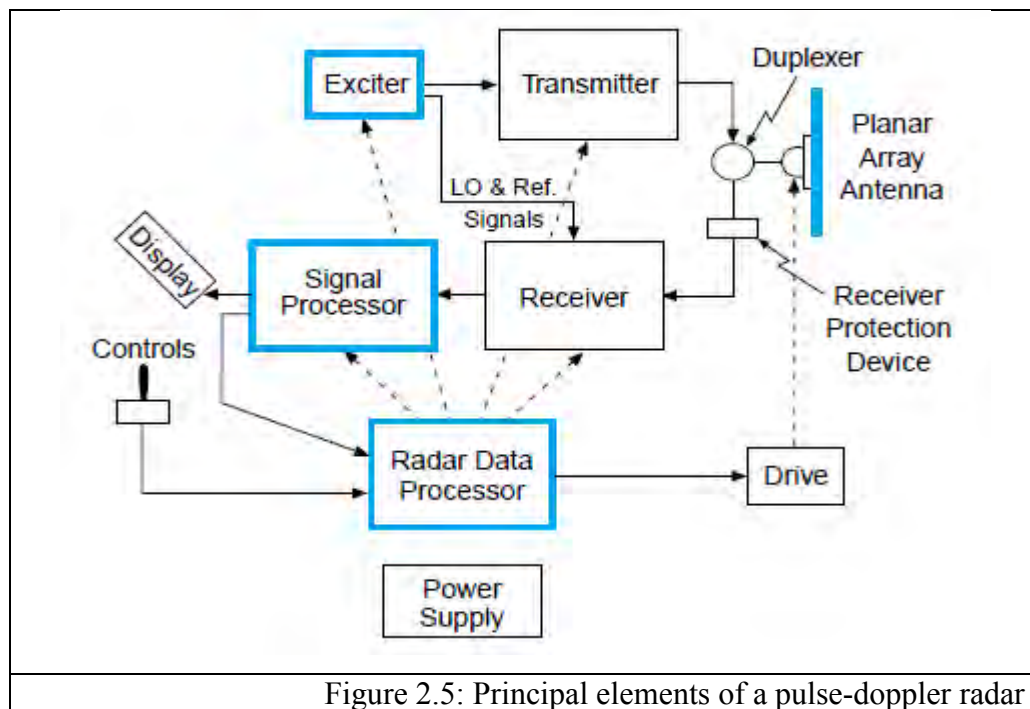 Duplexer
Exciter
Transmitter
Planar
Array
Antenna
LO & Ref.
Signals
Display
Signal
Processor
Receiver
Receiver
Protection
Device
Controls
Radar Data
Processor
Drive
Power
Supply
Figure 2.5: Principal elements of a pulse-doppler radar